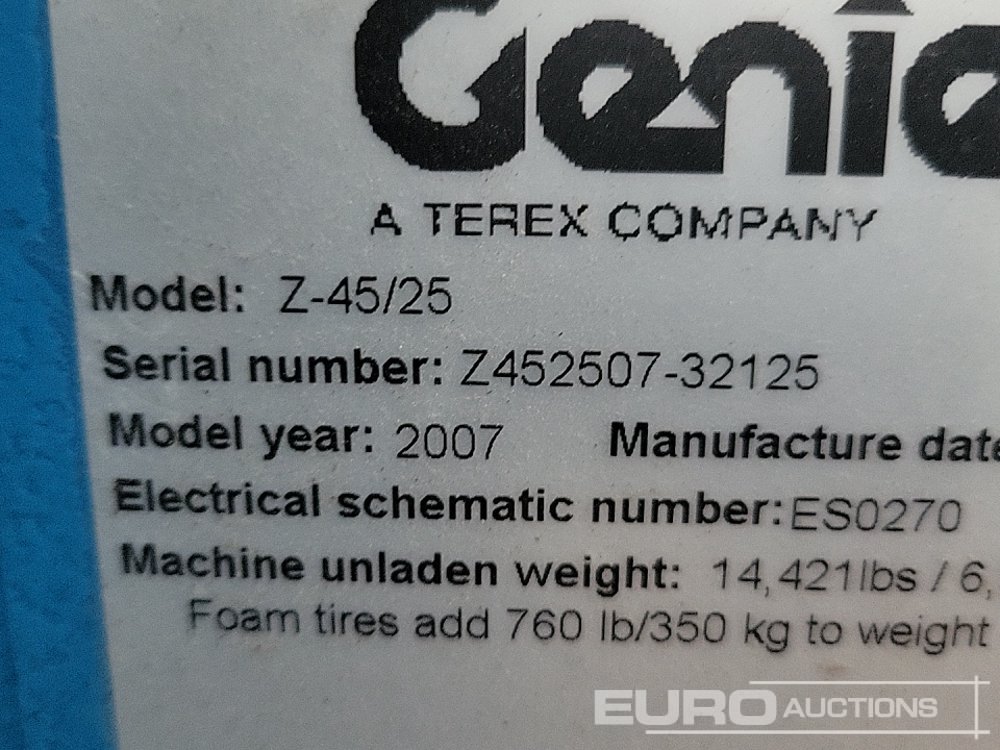 Genie
A TEREX COMPANY
Model: Z-45/25
Serial number: Z452507-32125
Model year: 2007 Manufacture date
Electrical schematic number: ES0270
Machine unladen weight: 14,421lbs / 6,
Foam tires add 760 lb/350 kg to weight
EURO AUCTIONS